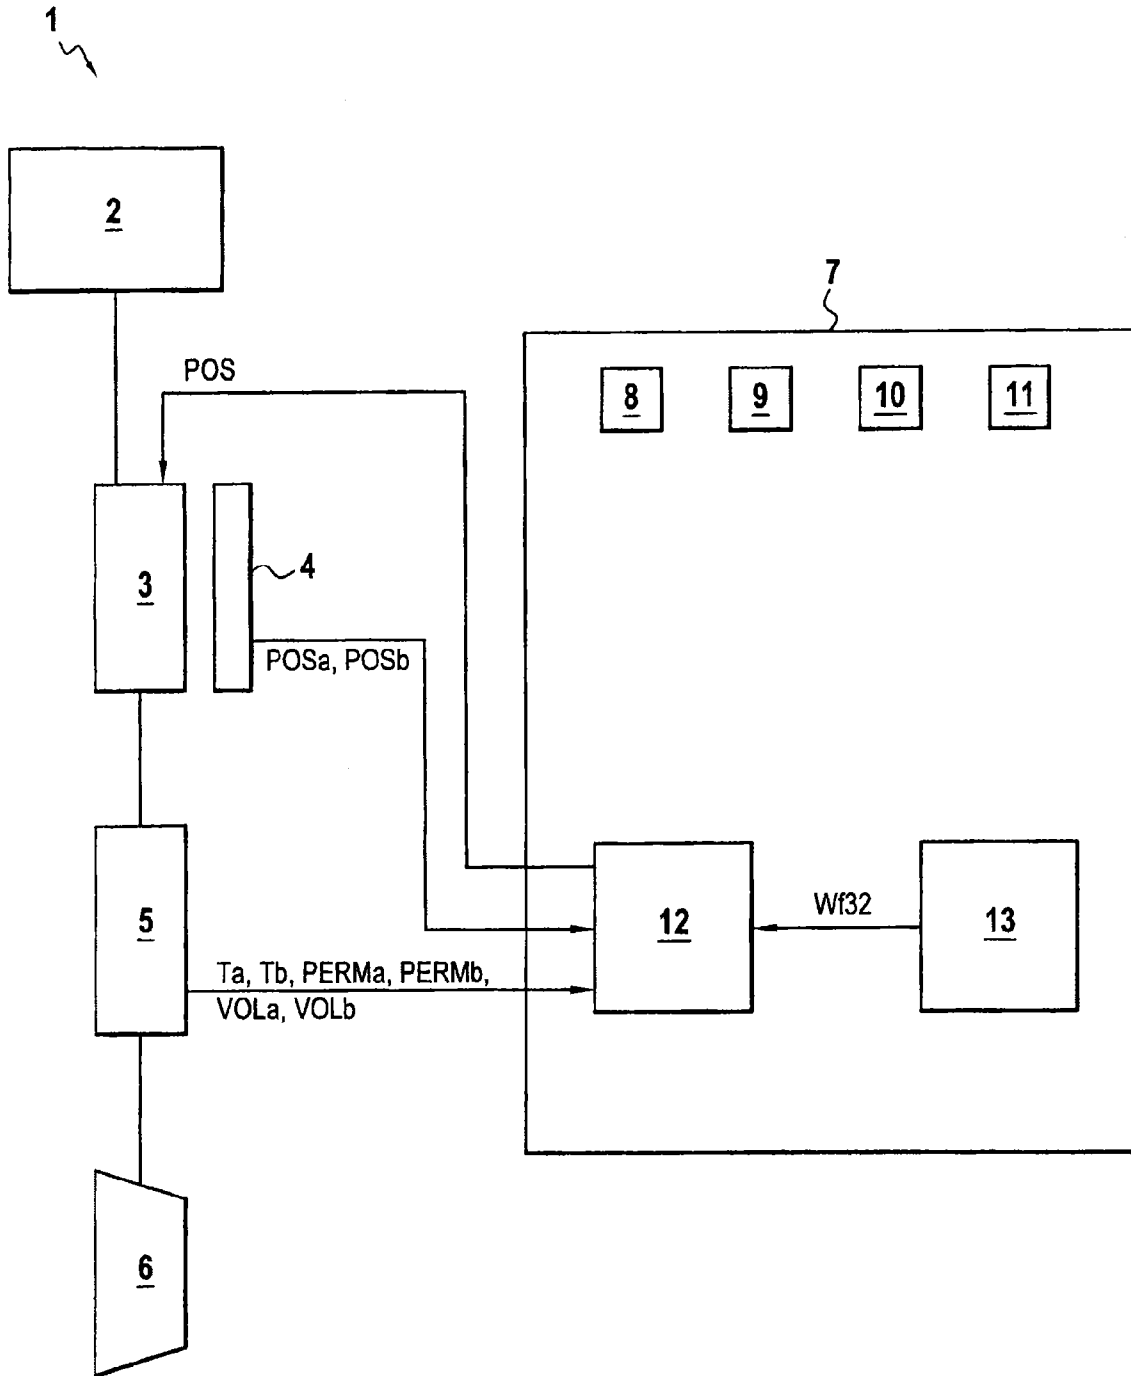 1
2
7
POS
8
9
10
11
3
4
POSa, POSb
5
12
Wf32
13
Ta, Tb, PERMa, PERMb,
VOLa, VOLb
6